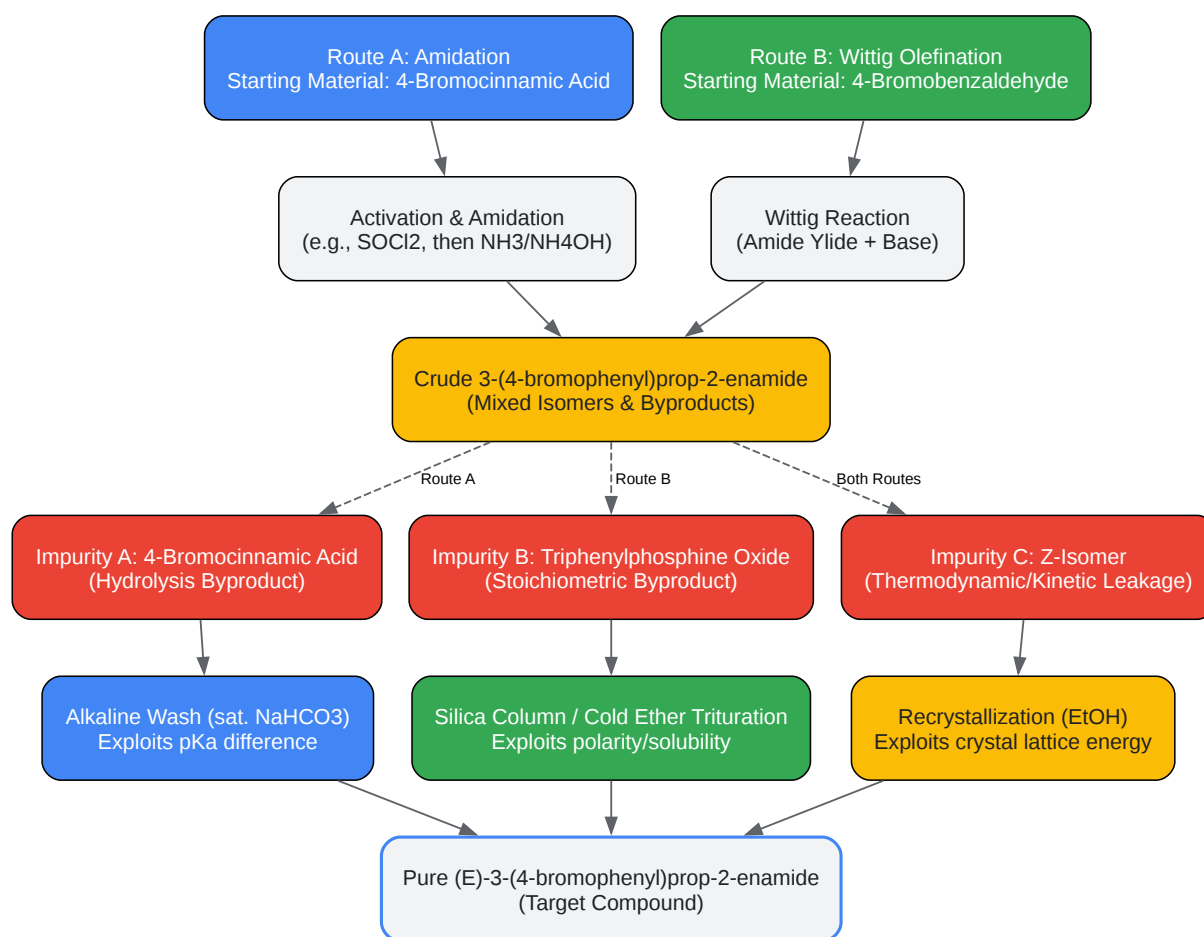 Route A: Amidation
Starting Material: 4-Bromocinnamic Acid
Route B: Wittig Olefination
Starting Material: 4-Bromobenzaldehyde
Activation & Amidation
(e.g., SOCl2, then NH3/NH4OH)
Wittig Reaction
(Amide Ylide + Base)
Crude 3-(4-bromophenyl)prop-2-enamide
(Mixed Isomers & Byproducts)
Route A
Route B
Both Routes
Impurity A: 4-Bromocinnamic Acid
(Hydrolysis Byproduct)
Impurity B: Triphenylphosphine Oxide
(Stoichiometric Byproduct)
Impurity C: Z-Isomer
(Thermodynamic/Kinetic Leakage)
Alkaline Wash (sat. NaHCO3)
Exploits pKa difference
Silica Column / Cold Ether Trituration
Exploits polarity/solubility
Recrystallization (EtOH)
Exploits crystal lattice energy
Pure (E)-3-(4-bromophenyl)prop-2-enamide
(Target Compound)